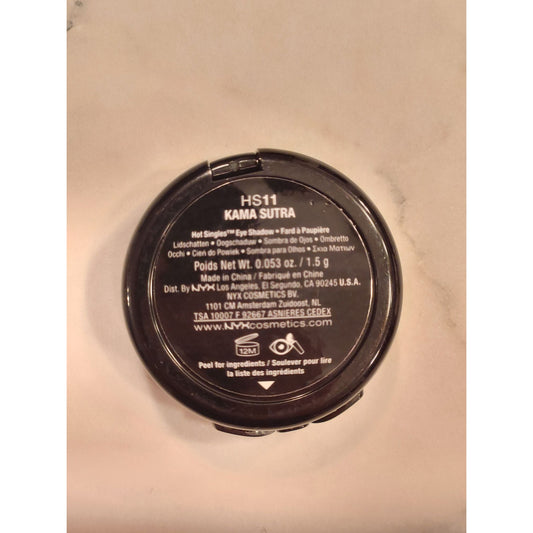 HS11
KAMA SUTRA
Hot Singles™ Eye Shadow • Fard à Paupière
Lidschatten • Oogschaduw • Sombra de Ojos • Ombretto
Occhi • Cien do Powiek • Sombra para Olhos • Σκια Ματιων
Poids Net Wt. 0.053 oz. / 1.5 g
Made in China / Fabriqué en Chine
Dist. By NYX Los Angeles, El Segundo, CA 90245 U.S.A.
NYX COSMETICS BV.
1101 CM Amsterdam Zuidoost, NL
TSA 10007 F 92667 ASNIERES CEDEX
www.NYXcosmetics.com
12M
Peel for ingredients / Soulever pour lire
la liste des ingrédients